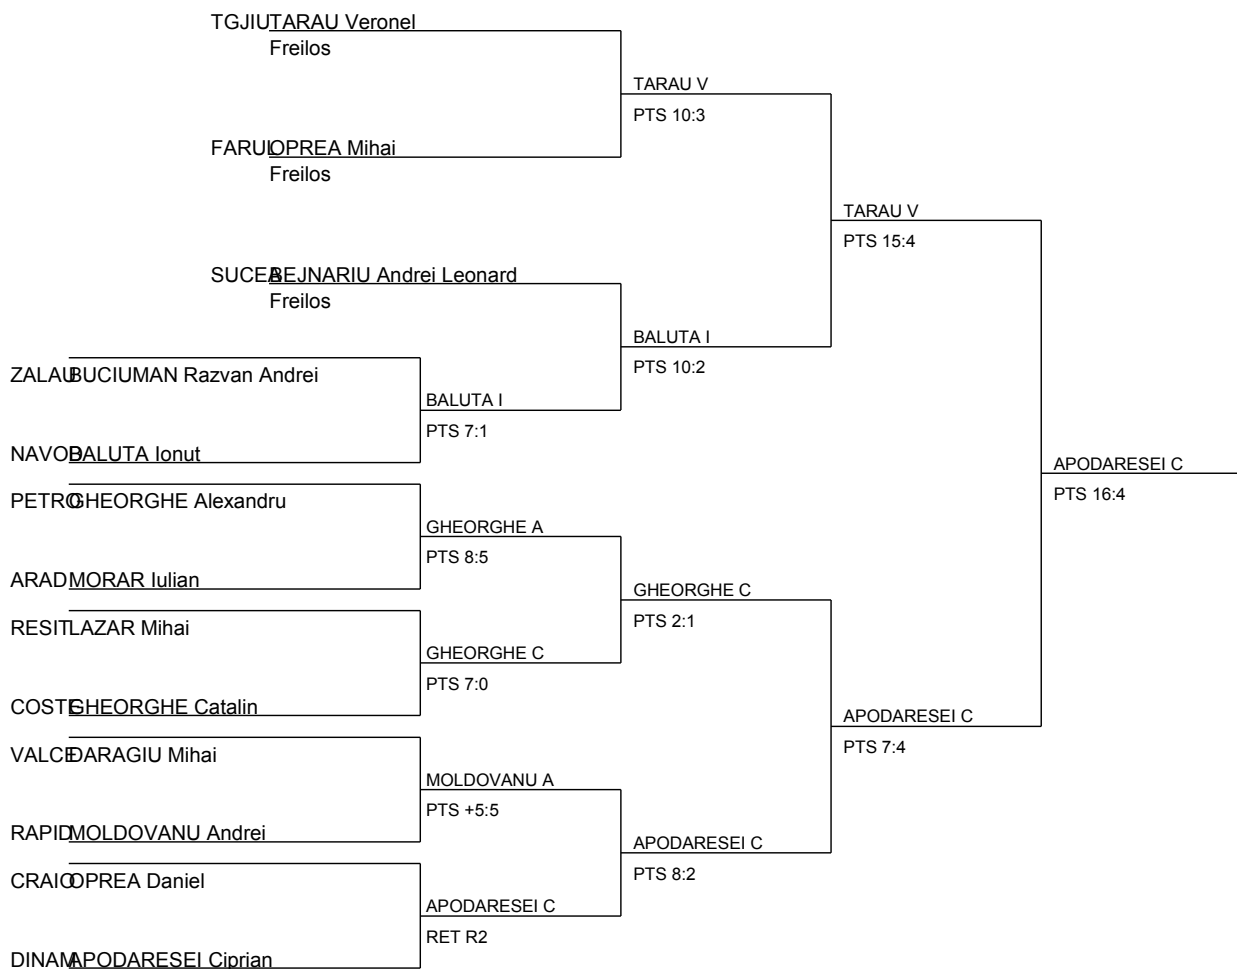 TGJIU TARAU Veronel
Freilos
TARAU V
PTS 10:3
FARUL OPREA Mihai
Freilos
TARAU V
PTS 15:4
SUCEA BEJNARIU Andrei Leonard
Freilos
BALUTA I
PTS 10:2
ZALAU BUCIUMAN Razvan Andrei
BALUTA I
PTS 7:1
NAVOD BALUTA Ionut
APODARESEI C
PTS 16:4
PETRO GHEORGHE Alexandru
GHEORGHE A
PTS 8:5
ARAD MORAR Iulian
GHEORGHE C
PTS 2:1
RESIT LAZAR Mihai
GHEORGHE C
PTS 7:0
COSTE GHEORGHE Catalin
APODARESEI C
PTS 7:4
VALCE DARAGIU Mihai
MOLDOVANU A
PTS +5:5
RAPID MOLDOVANU Andrei
APODARESEI C
PTS 8:2
CRAIO OPREA Daniel
APODARESEI C
RET R2
DINAM APODARESEI Ciprian